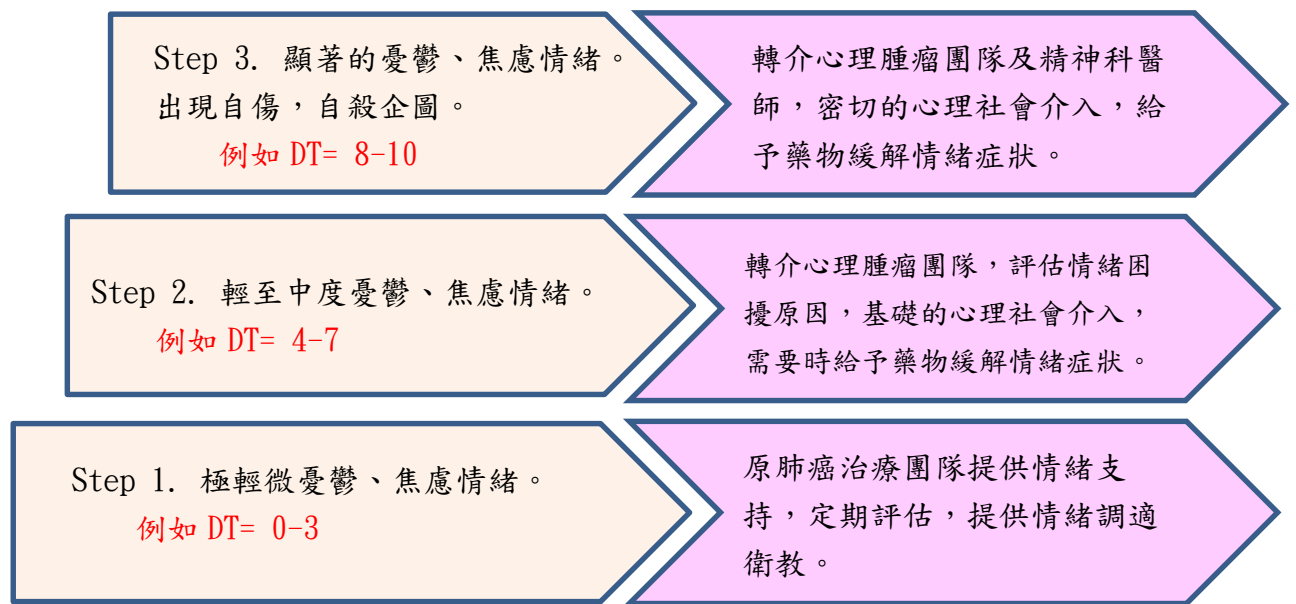 Step 3. 顯著的憂鬱、焦慮情緒。
出現自傷，自殺企圖。
例如 DT= 8-10
轉介心理腫瘤團隊及精神科醫
師，密切的心理社會介入，給
予藥物緩解情緒症狀。
Step 2. 輕至中度憂鬱、焦慮情緒。
例如 DT= 4-7
轉介心理腫瘤團隊，評估情緒困
擾原因，基礎的心理社會介入，
需要時給予藥物緩解情緒症狀。
Step 1. 極輕微憂鬱、焦慮情緒。
例如 DT= 0-3
原肺癌治療團隊提供情緒支
持，定期評估，提供情緒調適
衛教。